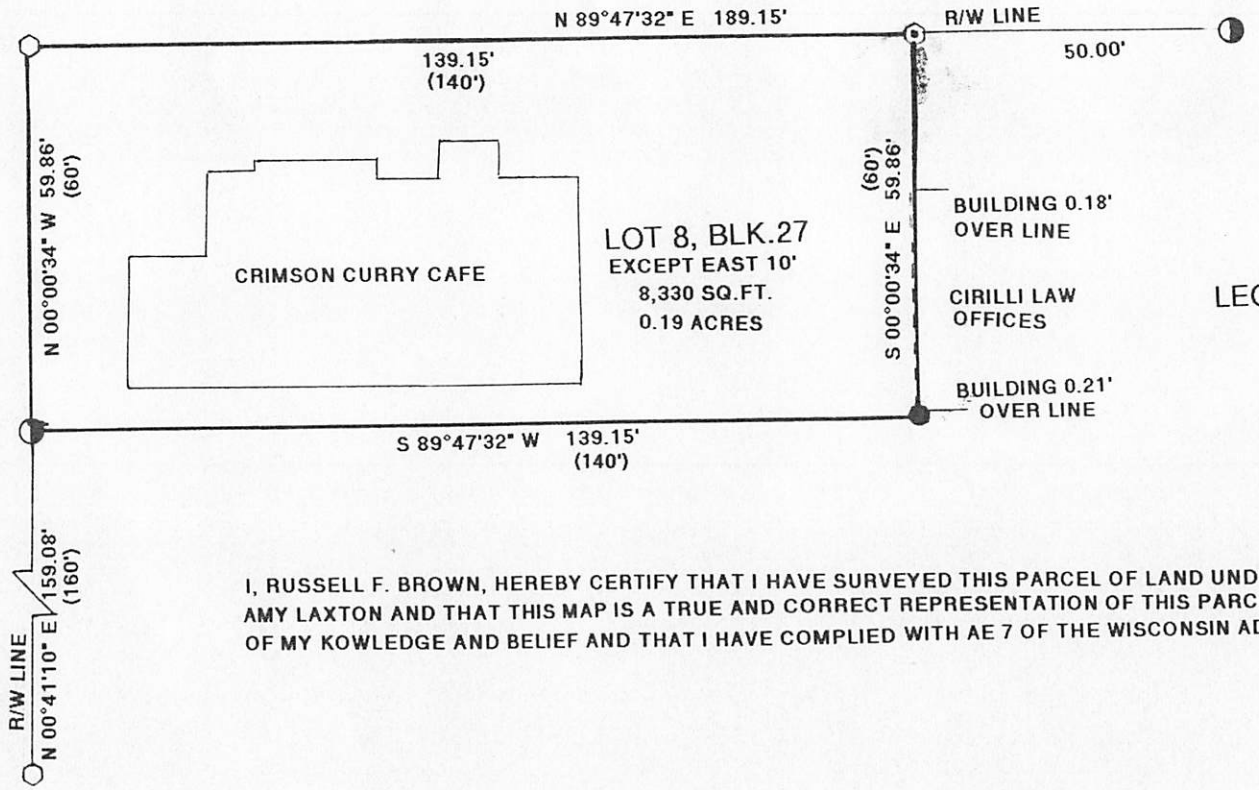 N 89°47'32" E 189.15'
R/W LINE
139.15'
(140')
50.00'
N 00°00'34" W 59.86'
(60')
(60')
S 00°00'34" E 59.86'
BUILDING 0.18'
OVER LINE
LOT 8, BLK.27
EXCEPT EAST 10'
8,330 SQ.FT.
0.19 ACRES
CRIMSON CURRY CAFE
CIRILLI LAW
OFFICES
LEG
BUILDING 0.21'
OVER LINE
S 89°47'32" W 139.15'
(140')
R/W LINE
N 00°41'10" E 159.08'
(160')
I, RUSSELL F. BROWN, HEREBY CERTIFY THAT I HAVE SURVEYED THIS PARCEL OF LAND UND
AMY LAXTON AND THAT THIS MAP IS A TRUE AND CORRECT REPRESENTATION OF THIS PARC
OF MY KOWLEDGE AND BELIEF AND THAT I HAVE COMPLIED WITH AE 7 OF THE WISCONSIN AD